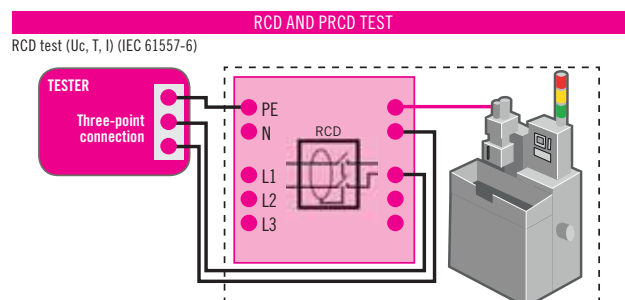 RCD AND PRCD TEST
RCD test (Uc, T, I) (IEC 61557-6)
TESTER
Three-point
connection
PE
N
RCD
L1
L2
L3